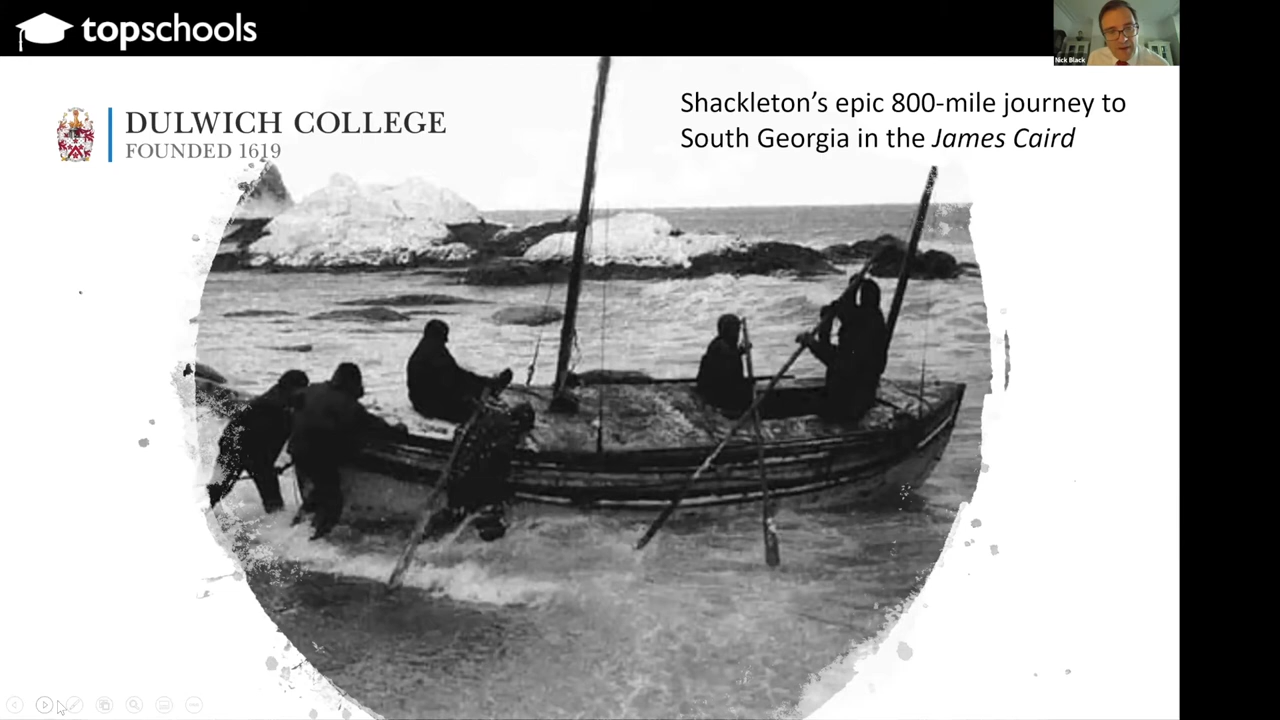 topschools
Nick Black
DULWICH COLLEGE
FOUNDED 1619
Shackleton's epic 800-mile journey to
South Georgia in the James Caird